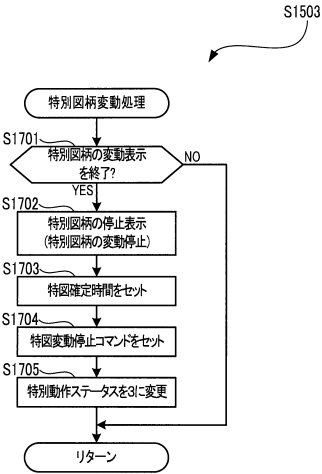 S1503
特別図柄変動処理
S1701
特別図柄の変動表示
を終了?
NO
YES
S1702
特別図柄の停止表示
(特別図柄の変動停止)
S1703
特図確定時間をセット
S1704
特図変動停止コマンドをセット
S1705
特別動作ステータスを3に変更
リターン